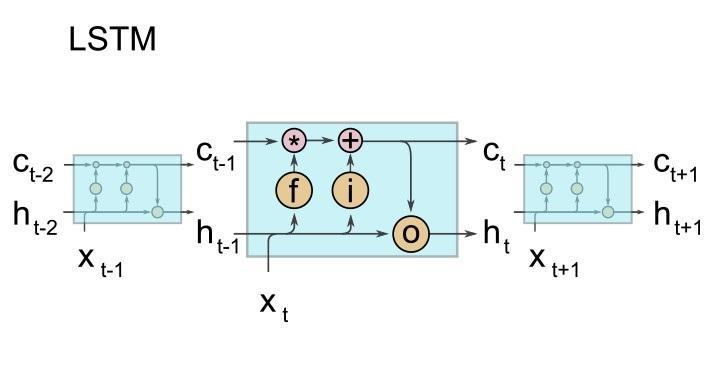 LSTM
c t-2
h t-2
x t-1
c t-1
h t-1
x t
*
+
f
i
o
c t
h t
x t+1
c t+1
h t+1